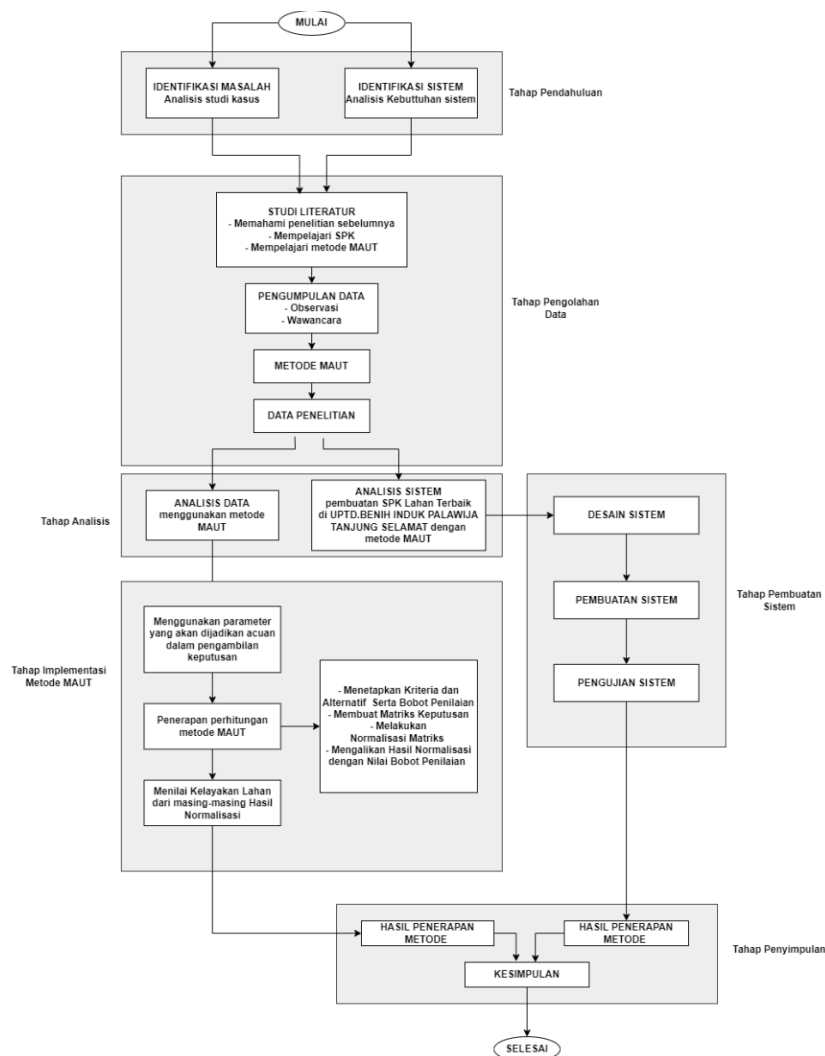 MULAI
IDENTIFIKASI MASALAH
Analisis studi kasus
IDENTIFIKASI SISTEM
Analisis Kebuttuhan sistem
Tahap Pendahuluan
STUDI LITERATUR
- Memahami penelitian sebelumnya
- Mempelajari SPK
- Mempelajari metode MAUT
PENGUMPULAN DATA
- Observasi
- Wawancara
Tahap Pengolahan
Data
METODE MAUT
DATA PENELITIAN
Tahap Analisis
ANALISIS DATA
menggunakan metode
MAUT
ANALISIS SISTEM
pembuatan SPK Lahan Terbaik
di UPTD.BENIH INDUK PALAWIJA
TANJUNG SELAMAT dengan
metode MAUT
DESAIN SISTEM
PEMBUATAN SISTEM
PENGUJIAN SISTEM
Tahap Pembuatan
Sistem
Tahap Implementasi
Metode MAUT
Menggunakan parameter
yang akan dijadikan acuan
dalam pengambilan
keputusan
Penerapan perhitungan
metode MAUT
- Menetapkan Kriteria dan
Alternatif Serta Bobot Penilaian
- Membuat Matriks Keputusan
- Melakukan
Normalisasi Matriks
- Mengalikan Hasil Normalisasi
dengan Nilai Bobot Penilaian
Menilai Kelayakan Lahan
dari masing-masing Hasil
Normalisasi
HASIL PENERAPAN
METODE
HASIL PENERAPAN
METODE
KESIMPULAN
Tahap Penyimpulan
SELESAI